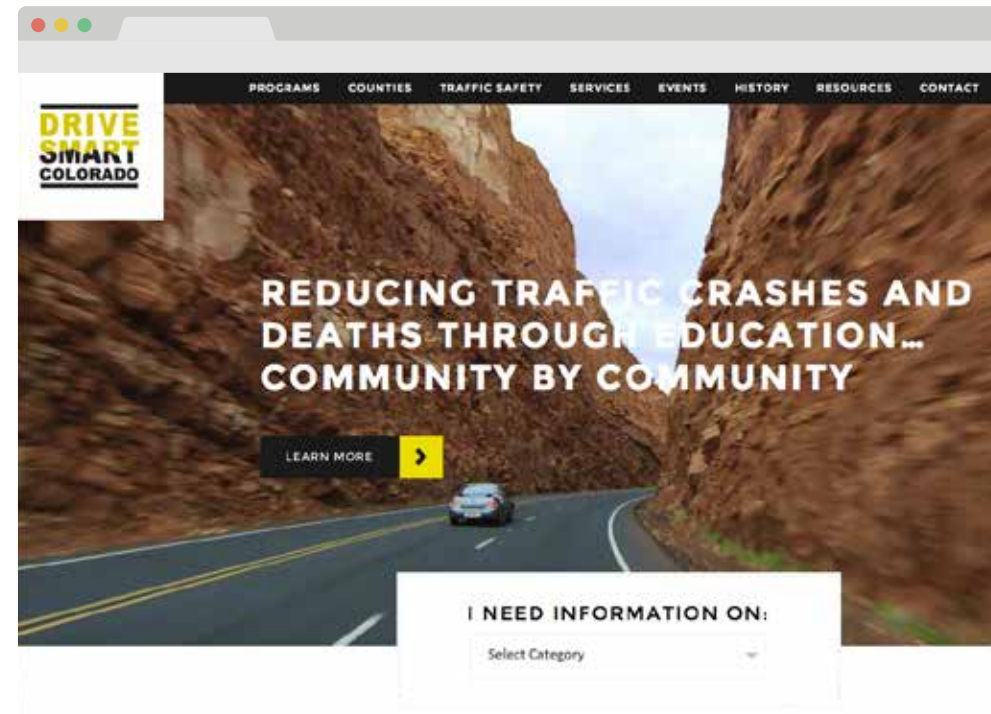 PROGRAMS COUNTIES TRAFFIC SAFETY SERVICES EVENTS HISTORY RESOURCES CONTACT
DRIVE
SMART
COLORADO
REDUCING TRAFFIC CRASHES AND
DEATHS THROUGH EDUCATION...
COMMUNITY BY COMMUNITY
LEARN MORE >
I NEED INFORMATION ON:
Select Category